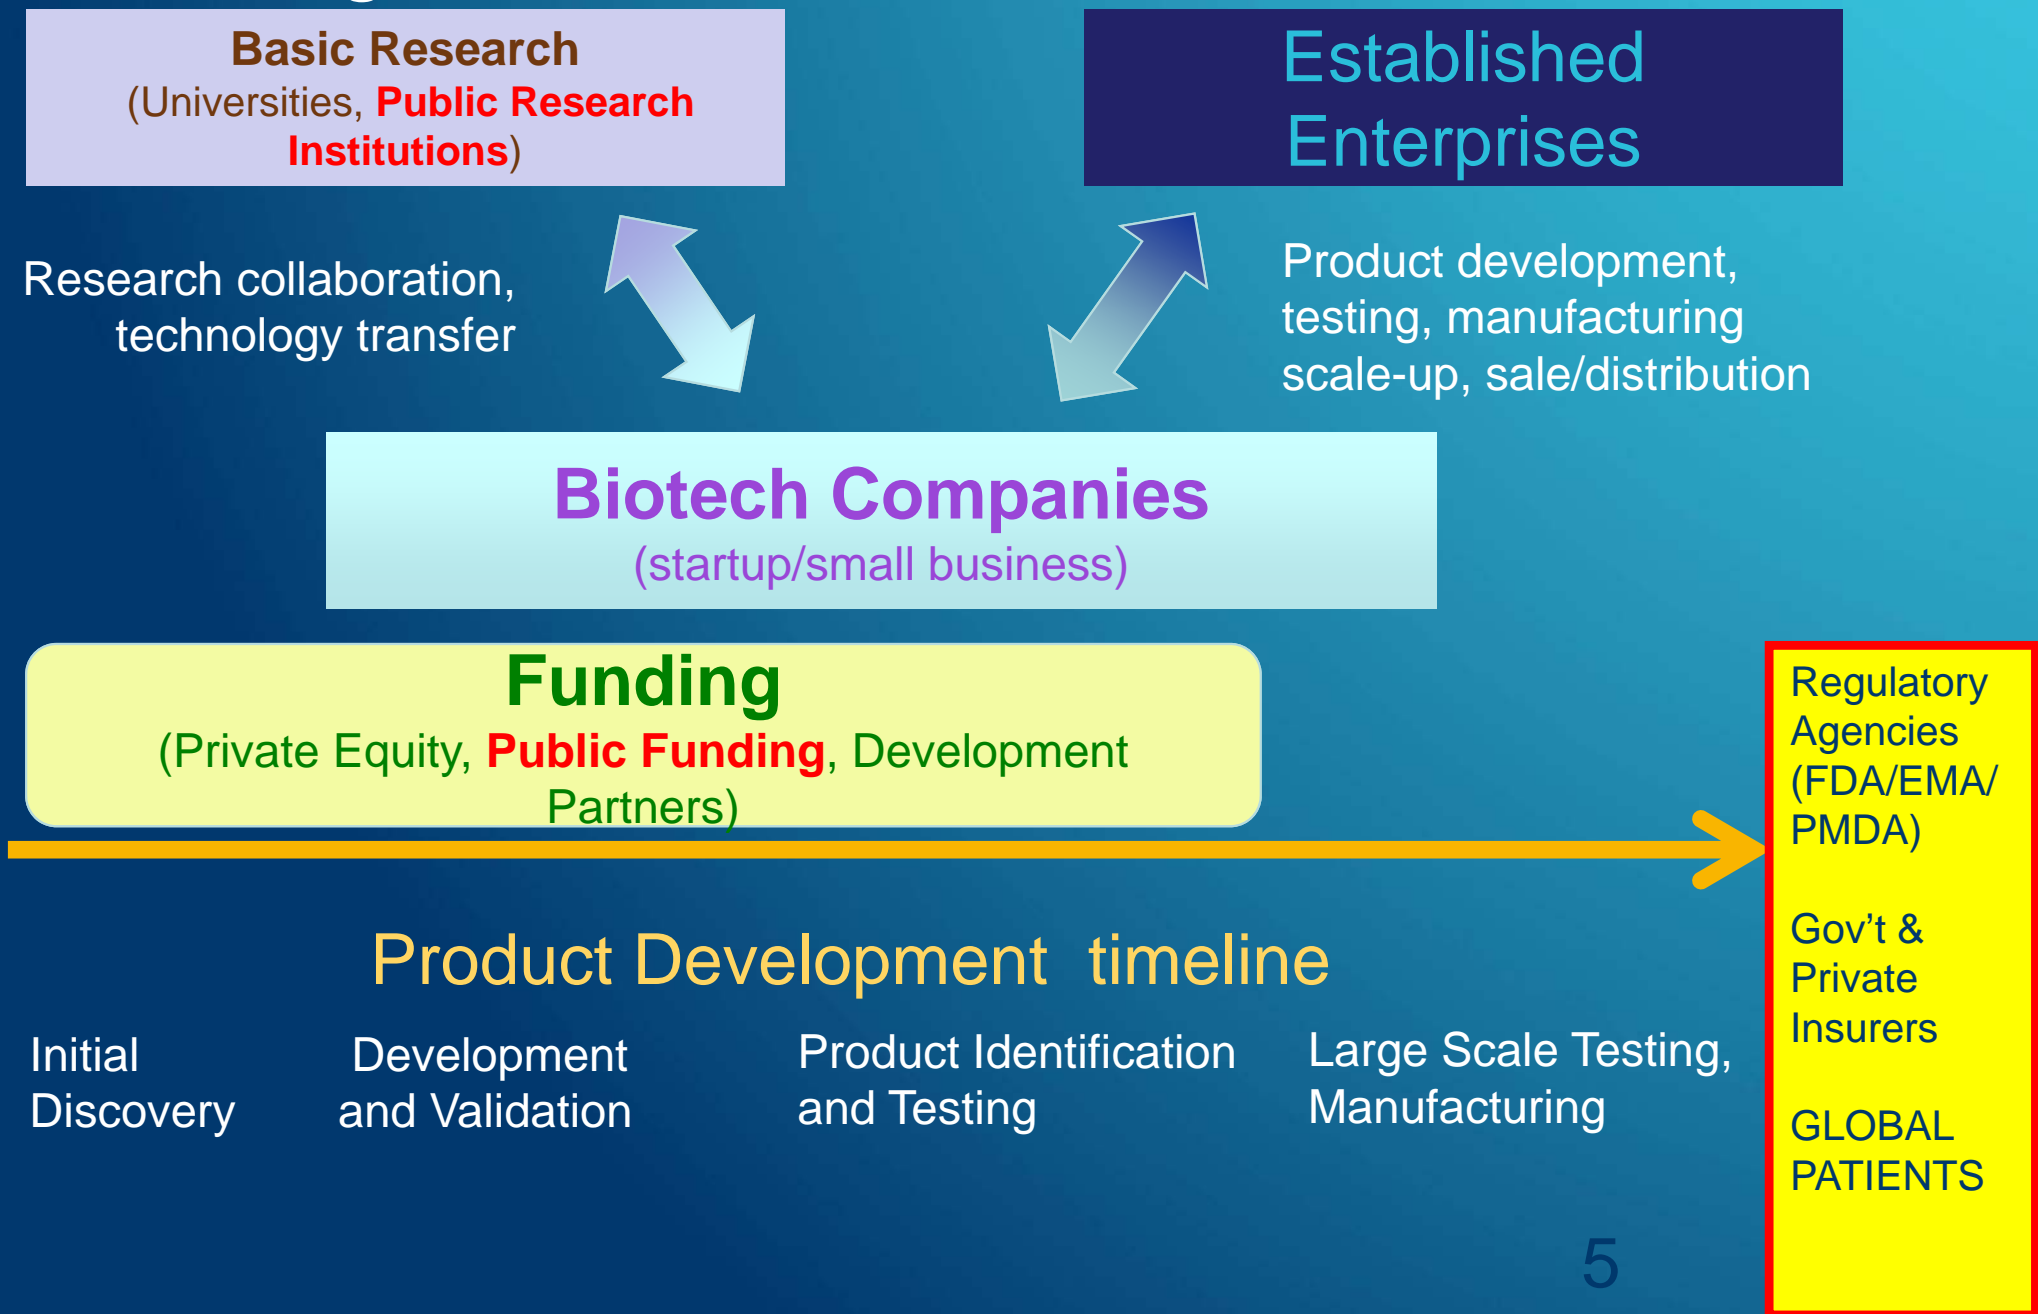 Basic Research
(Universities, Public Research
Institutions)
Established
Enterprises
Research collaboration,
technology transfer
Product development,
testing, manufacturing
scale-up, sale/distribution
Biotech Companies
(startup/small business)
Funding
(Private Equity, Public Funding, Development
Partners)
Regulatory
Agencies
(FDA/EMA/
PMDA)
Gov’t &
Private
Insurers
GLOBAL
PATIENTS
Product Development timeline
Initial
Discovery
Development
and Validation
Product Identification
and Testing
Large Scale Testing,
Manufacturing
5